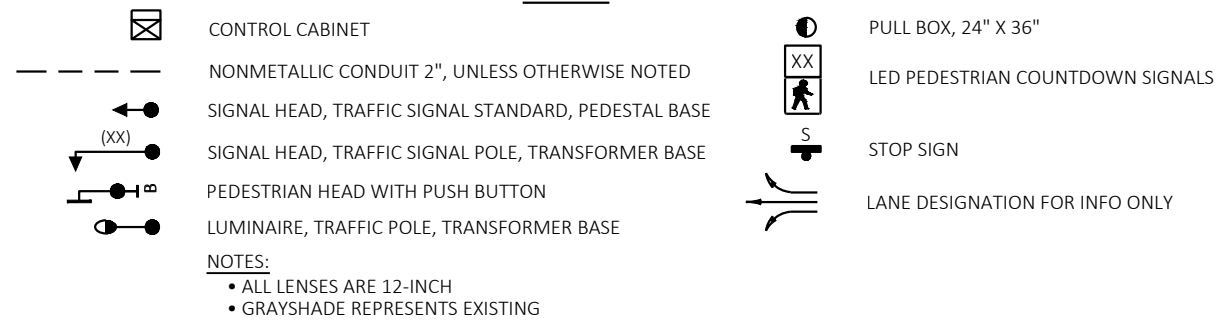 CONTROL CABINET
NONMETALLIC CONDUIT 2", UNLESS OTHERWISE NOTED
SIGNAL HEAD, TRAFFIC SIGNAL STANDARD, PEDESTAL BASE
(XX)
SIGNAL HEAD, TRAFFIC SIGNAL POLE, TRANSFORMER BASE
B
PEDESTRIAN HEAD WITH PUSH BUTTON
LUMINAIRE, TRAFFIC POLE, TRANSFORMER BASE
NOTES:
• ALL LENSES ARE 12-INCH
• GRAYSHADE REPRESENTS EXISTING
PULL BOX, 24" X 36"
XX
LED PEDESTRIAN COUNTDOWN SIGNALS
S
STOP SIGN
LANE DESIGNATION FOR INFO ONLY